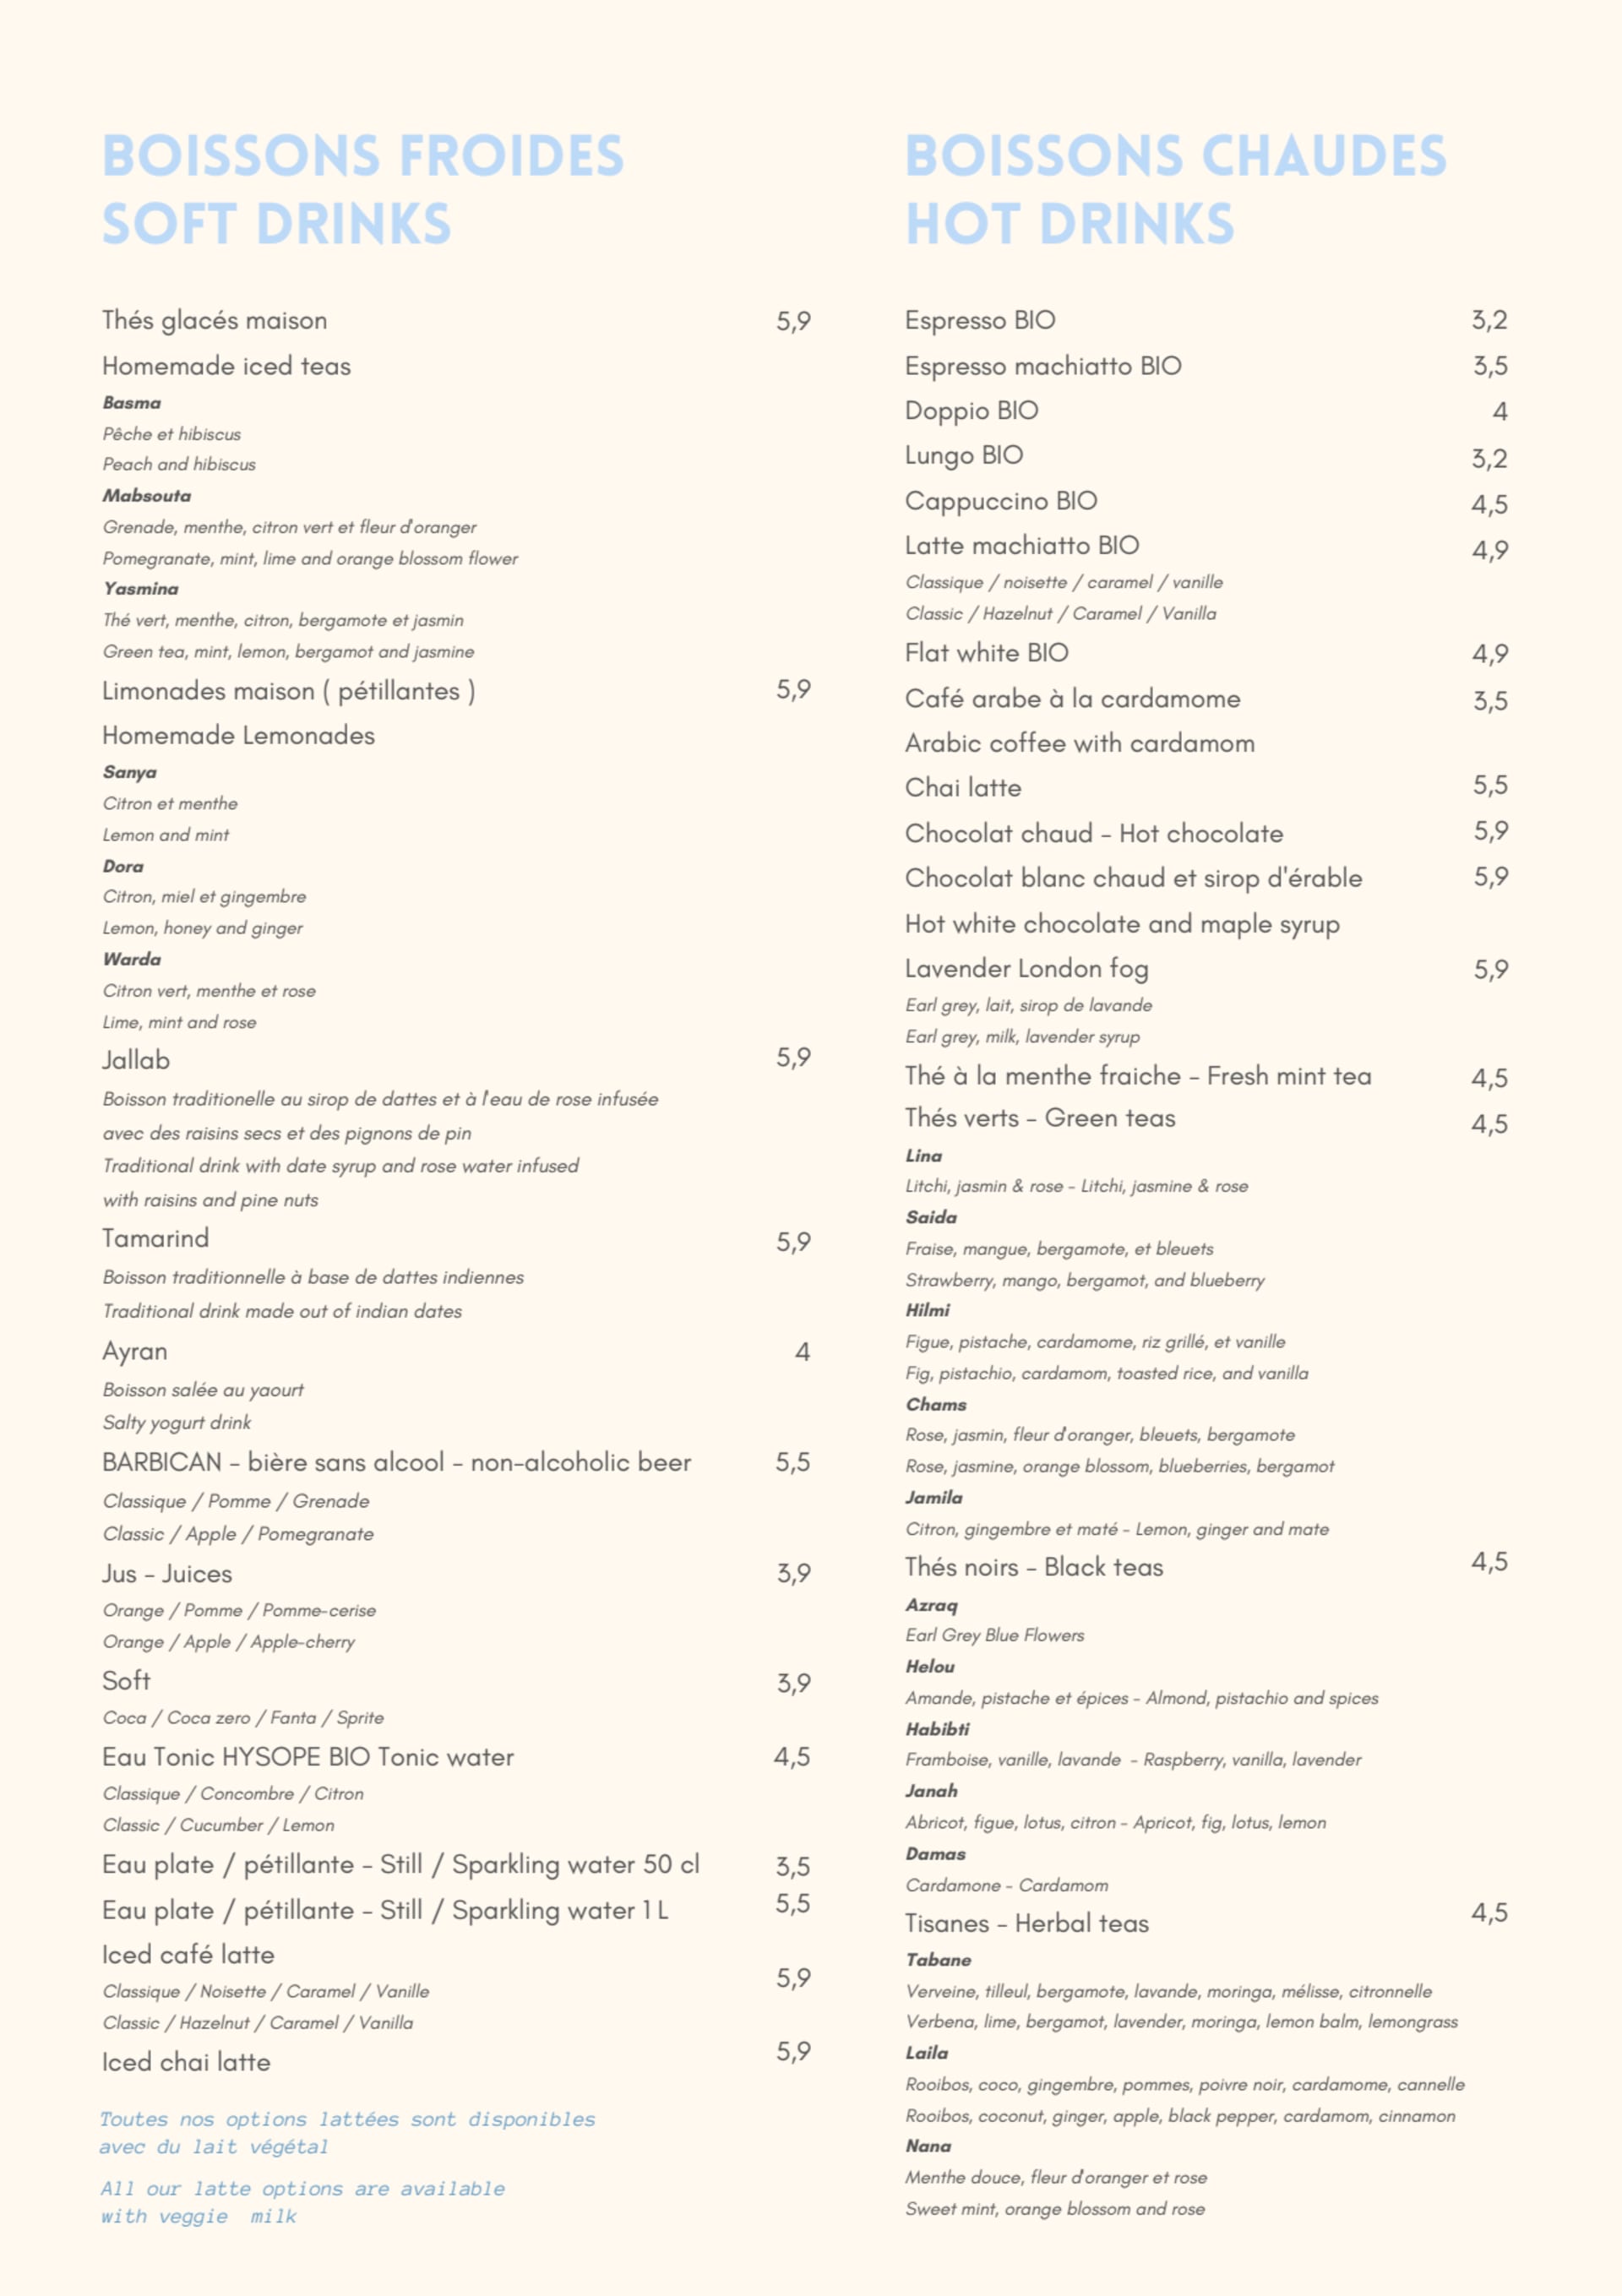 BOISSONS FROIDES
SOFT DRINKS
Thés glacés maison 5,9
Homemade iced teas
Basma
Pêche et hibiscus
Peach and hibiscus
Mabsouta
Grenade, menthe, citron vert et fleur d'oranger
Pomegranate, mint, lime and orange blossom flower
Yasmina
Thé vert, menthe, citron, bergamote et jasmin
Green tea, mint, lemon, bergamot and jasmine
Limonades maison ( pétillantes ) 5,9
Homemade Lemonades
Sanya
Citron et menthe
Lemon and mint
Dora
Citron, miel et gingembre
Lemon, honey and ginger
Warda
Citron vert, menthe et rose
Lime, mint and rose
Jallab 5,9
Boisson traditionelle au sirop de dattes et à l'eau de rose infusée
avec des raisins secs et des pignons de pin
Traditional drink with date syrup and rose water infused
with raisins and pine nuts
Tamarind 5,9
Boisson traditionnelle à base de dattes indiennes
Traditional drink made out of indian dates
Ayran 4
Boisson salée au yaourt
Salty yogurt drink
BARBICAN - bière sans alcool - non-alcoholic beer 5,5
Classique / Pomme / Grenade
Classic / Apple / Pomegranate
Jus - Juices 3,9
Orange / Pomme / Pomme-cerise
Orange / Apple / Apple-cherry
Soft 3,9
Coca / Coca zero / Fanta / Sprite
Eau Tonic HYSOPE BIO Tonic water 4,5
Classique / Concombre / Citron
Classic / Cucumber / Lemon
Eau plate / pétillante - Still / Sparkling water 50 cl 3,5
Eau plate / pétillante - Still / Sparkling water 1 L 5,5
Iced café latte 5,9
Classique / Noisette / Caramel / Vanille
Classic / Hazelnut / Caramel / Vanilla
Iced chai latte 5,9
Toutes nos options lattées sont disponibles
avec du lait végétal
All our latte options are available
with veggie milk
BOISSONS CHAUDES
HOT DRINKS
Espresso BIO 3,2
Espresso machiatto BIO 3,5
Doppio BIO 4
Lungo BIO 3,2
Cappuccino BIO 4,5
Latte machiatto BIO 4,9
Classique / noisette / caramel / vanille
Classic / Hazelnut / Caramel / Vanilla
Flat white BIO 4,9
Café arabe à la cardamome 3,5
Arabic coffee with cardamom
Chai latte 5,5
Chocolat chaud - Hot chocolate 5,9
Chocolat blanc chaud et sirop d'érable 5,9
Hot white chocolate and maple syrup
Lavender London fog 5,9
Earl grey, lait, sirop de lavande
Earl grey, milk, lavender syrup
Thé à la menthe fraiche - Fresh mint tea 4,5
Thés verts - Green teas 4,5
Lina
Litchi, jasmin & rose - Litchi, jasmine & rose
Saida
Fraise, mangue, bergamote, et bleuets
Strawberry, mango, bergamot, and blueberry
Hilmi
Figue, pistache, cardamome, riz grillé, et vanille
Fig, pistachio, cardamom, toasted rice, and vanilla
Chams
Rose, jasmin, fleur d'oranger, bleuets, bergamote
Rose, jasmine, orange blossom, blueberries, bergamot
Jamila
Citron, gingembre et maté - Lemon, ginger and mate
Thés noirs - Black teas 4,5
Azraq
Earl Grey Blue Flowers
Helou
Amande, pistache et épices - Almond, pistachio and spices
Habibti
Framboise, vanille, lavande - Raspberry, vanilla, lavender
Janah
Abricot, figue, lotus, citron - Apricot, fig, lotus, lemon
Damas
Cardamone - Cardamom
Tisanes - Herbal teas 4,5
Tabane
Verveine, tilleul, bergamote, lavande, moringa, mélisse, citronnelle
Verbena, lime, bergamot, lavender, moringa, lemon balm, lemongrass
Laila
Rooibos, coco, gingembre, pommes, poivre noir, cardamome, cannelle
Rooibos, coconut, ginger, apple, black pepper, cardamom, cinnamon
Nana
Menthe douce, fleur d'oranger et rose
Sweet mint, orange blossom and rose